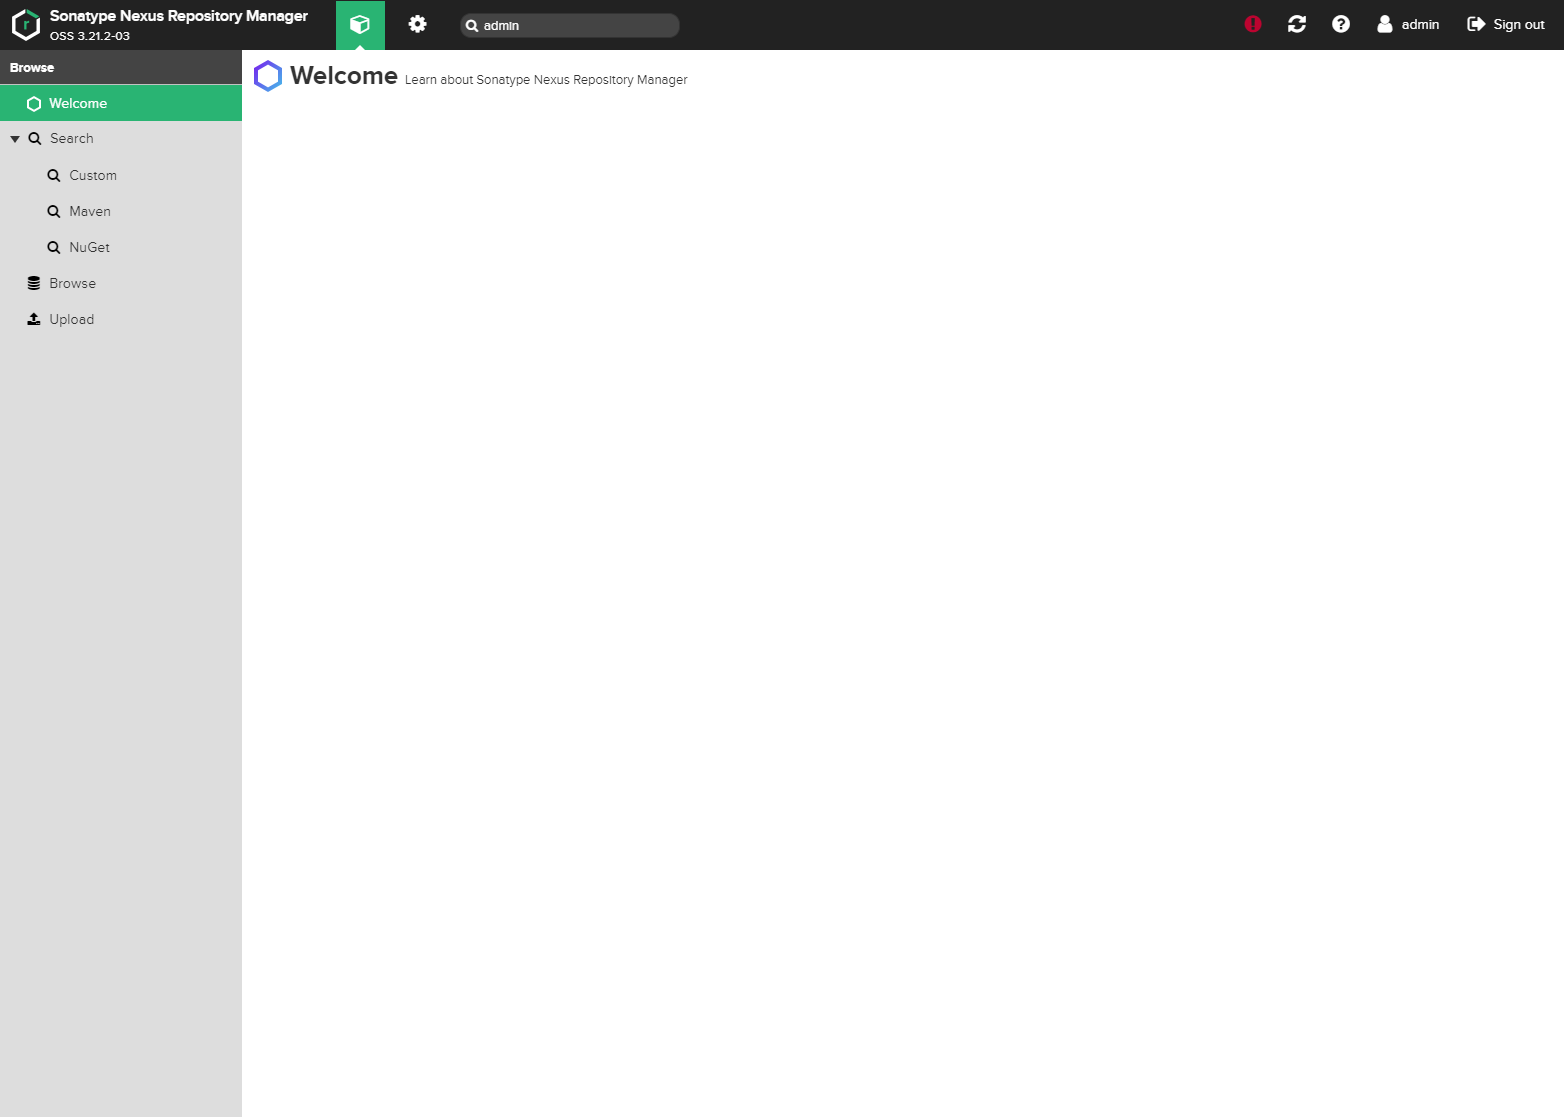 Sonatype Nexus Repository Manager
OSS 3.21.2-03
admin
admin
Sign out
Browse
Welcome
Search
Custom
Maven
NuGet
Browse
Upload
Welcome Learn about Sonatype Nexus Repository Manager